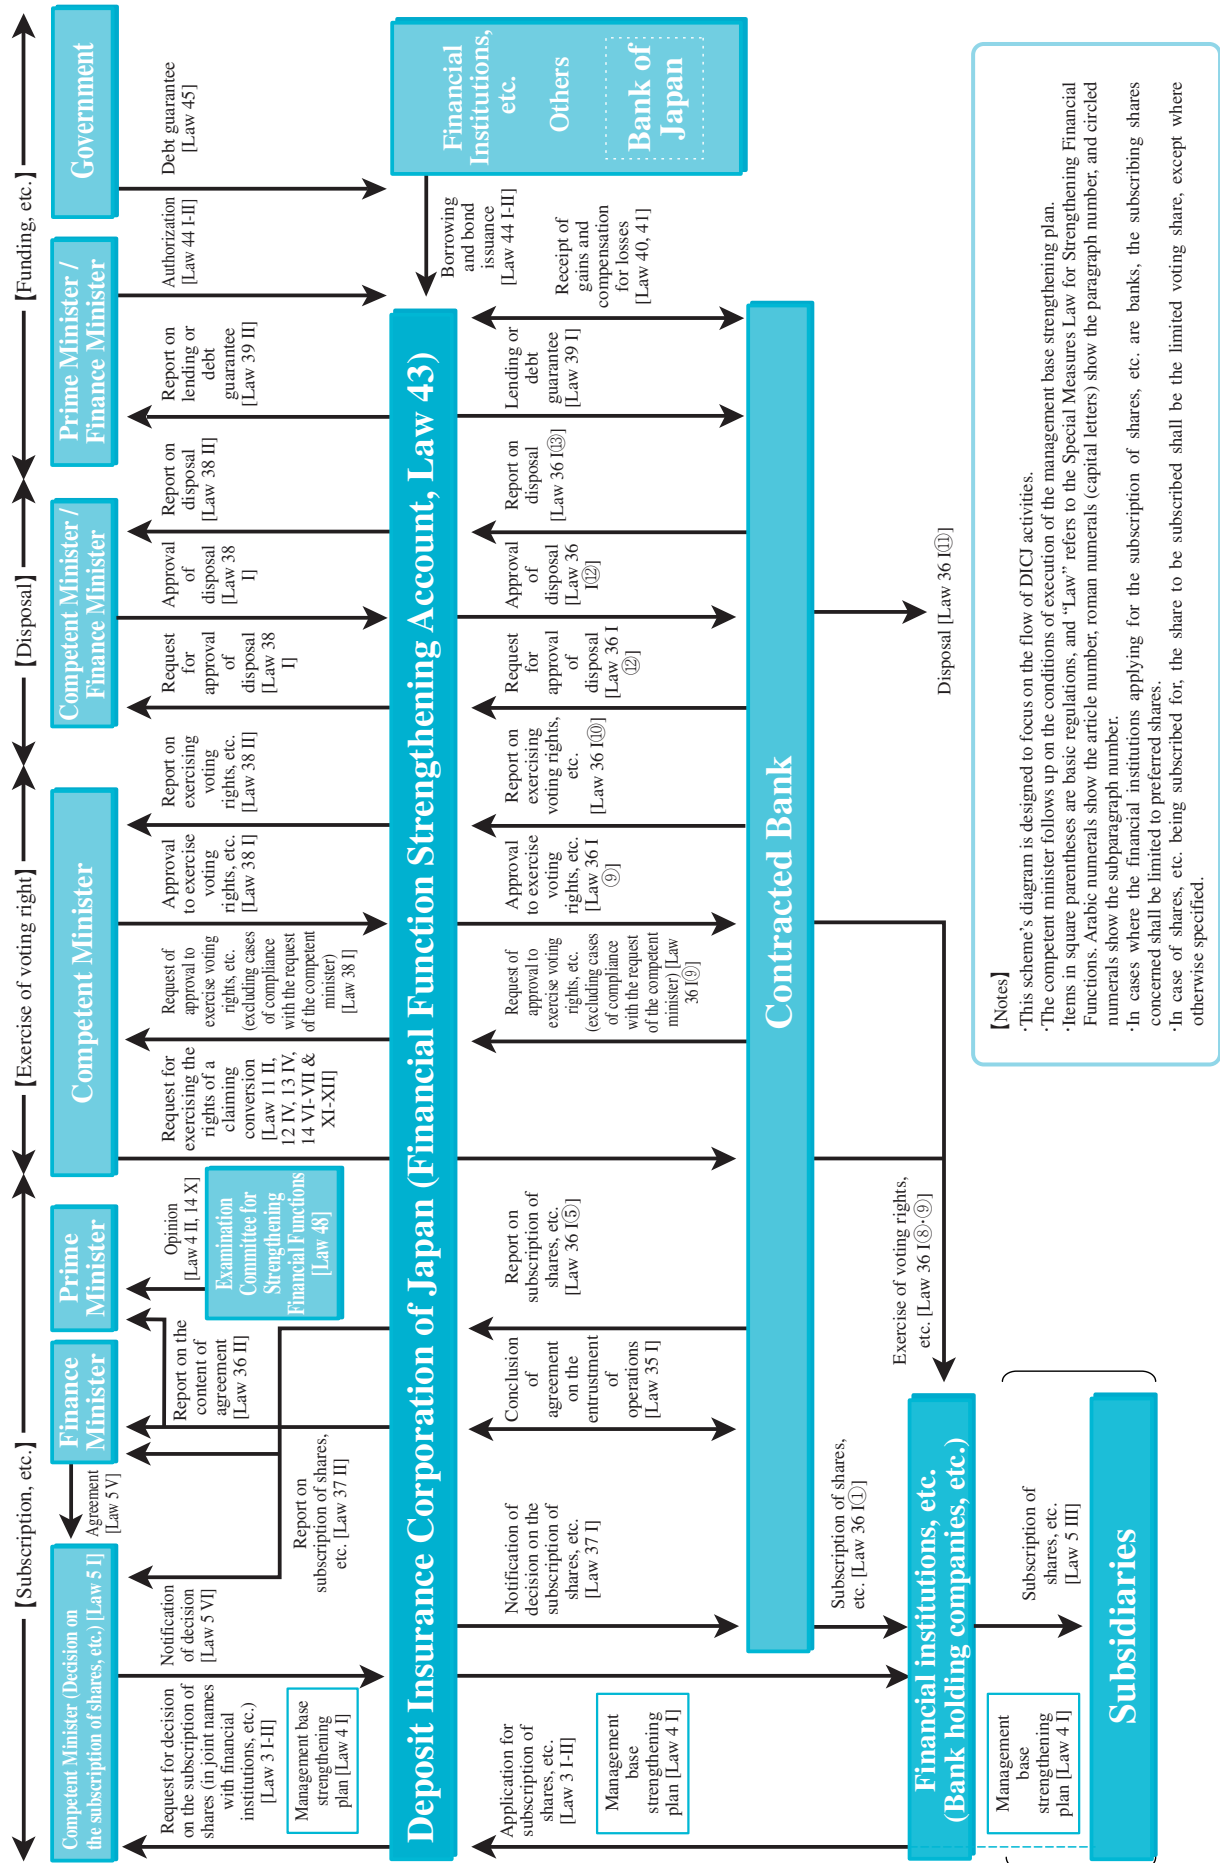 【Subscription, etc.】
【Exercise of voting right】
【Disposal】
【Funding, etc.】
Competent Minister (Decision on
the subscription of shares, etc.) [Law 5 I]
Agreement
[Law 5 V]
Finance
Minister
Prime
Minister
Competent Minister
Competent Minister /
Finance Minister
Prime Minister /
Finance Minister
Government
Request for decision
on the subscription of
shares (in joint names
with financial
institutions, etc.)
[Law 3 I-II]
Management base
strengthening
plan [Law 4 I]
Notification
of decision
[Law 5 VI]
Report on
subscription of shares,
etc. [Law 37 II]
Report on the
content of
agreement
[Law 36 II]
Opinion
[Law 4 II, 14 X]
Examination
Committee for
Strengthening
Financial Functions
[Law 48]
Request for
exercising the
rights of a
claiming
conversion
[Law 11 II,
12 IV, 13 IV,
14 VI-VII &
XI-XII]
Request of
approval to
exercise voting
rights, etc.
(excluding cases
of compliance
with the request
of the competent
minister)
[Law 38 I]
Approval
to exercise
voting
rights, etc.
[Law 38 I]
Report on
exercising
voting
rights, etc.
[Law 38 II]
Request
for
approval
of
disposal
[Law 38
I]
Approval
of
disposal
[Law 38
I]
Report on
disposal
[Law 38 II]
Report on
lending or
debt
guarantee
[Law 39 II]
Authorization
[Law 44 I-II]
Debt guarantee
[Law 45]
Deposit Insurance Corporation of Japan (Financial Function Strengthening Account, Law 43)
Financial
Institutions,
etc.
Others
Bank of
Japan
Borrowing
and bond
issuance
[Law 44 I-II]
Application for
subscription of
shares, etc.
[Law 3 I-II]
Management
base
strengthening
plan [Law 4 I]
Notification of
decision on the
subscription of
shares, etc.
[Law 37 I]
Conclusion
of
agreement
on the
entrustment
of
operations
[Law 35 I]
Report on
subscription of
shares, etc.
[Law 36 I⑤]
Request of
approval to
exercise voting
rights, etc.
(excluding cases
of compliance
with the request
of the competent
minister) [Law
36 I⑨]
Approval
to exercise
voting
rights, etc.
[Law 36 I
⑨]
Report on
exercising
voting rights,
etc.
[Law 36 I⑩]
Request
for
approval
of
disposal
[Law 36 I
⑫]
Approval
of
disposal
[Law 36
I⑫]
Report on
disposal
[Law 36 I⑬]
Lending or
debt
guarantee
[Law 39 I]
Receipt of
gains and
compensation
for losses
[Law 40, 41]
Contracted Bank
Subscription of shares,
etc. [Law 36 I①]
Exercise of voting rights,
etc. [Law 36 I⑧·⑨]
Disposal [Law 36 I⑪]
Financial institutions, etc.
(Bank holding companies, etc.)
Management
base
strengthening
plan [Law 4 I]
Subscription of
shares, etc.
[Law 5 III]
Subsidiaries
【Notes】
·This scheme's diagram is designed to focus on the flow of DICJ activities.
·The competent minister follows up on the conditions of execution of the management base strengthening plan.
·Items in square parentheses are basic regulations, and “Law” refers to the Special Measures Law for Strengthening Financial
Functions. Arabic numerals show the article number, roman numerals (capital letters) show the paragraph number, and circled
numerals show the subparagraph number.
·In cases where the financial institutions applying for the subscription of shares, etc. are banks, the subscribing shares
concerned shall be limited to preferred shares.
·In case of shares, etc. being subscribed for, the share to be subscribed shall be the limited voting share, except where
otherwise specified.